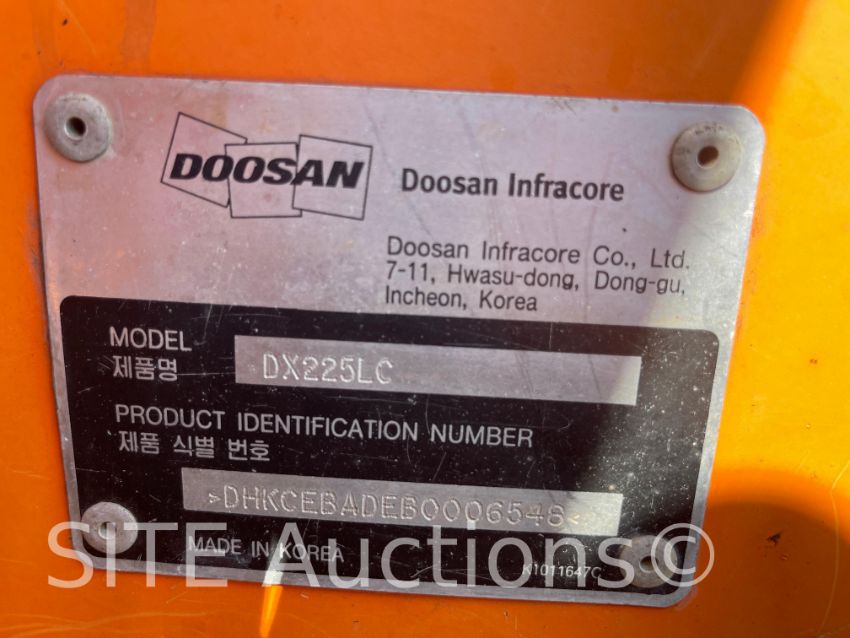 DOOSAN
Doosan Infracore
Doosan Infracore Co., Ltd.
7-11, Hwasu-dong, Dong-gu,
Incheon, Korea
MODEL
제품명
DX225LC
PRODUCT IDENTIFICATION NUMBER
제품 식별 번호
>DHKCEBADEB0006548<
MADE IN KOREA
K1011647C
SITE Auctions©